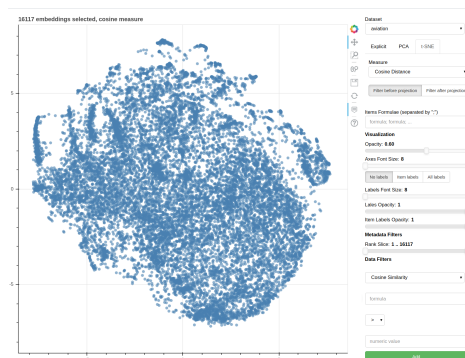 16117 embeddings selected, cosine measure
5
0
-5
Dataset
aviation
Explicit
PCA
t-SNE
Measure
Cosine Distance
Filter before projection
Filter after projection
Items Formulae (separated by ";")
formula, formula, ...
Visualization
Opacity: 0.60
Axes Font Size: 8
No labels
Item labels
All labels
Labels Font Size: 8
Lales Opacity: 1
Item Labels Opacity: 1
Metadata Filters
Rank Slice: 1 .. 16117
Data Filters
Cosine Similarity
formula
>
numeric value
Add